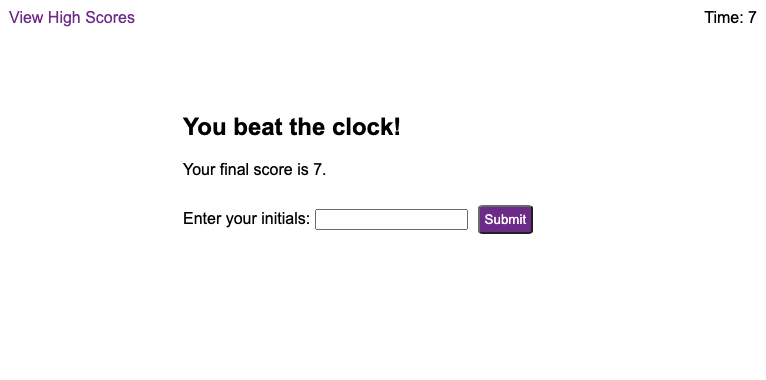 View High Scores
Time: 7
You beat the clock!
Your final score is 7.
Enter your initials: Submit